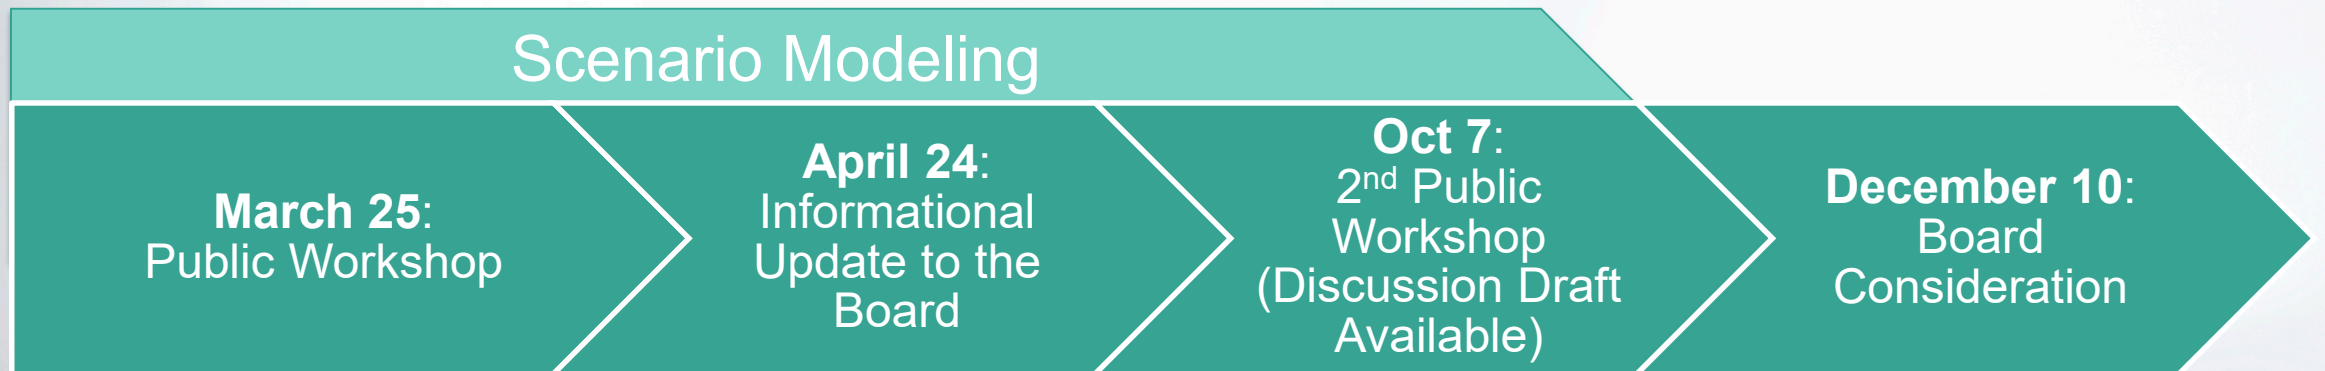 Scenario Modeling
March 25:
Public Workshop
April 24:
Informational
Update to the
Board
Oct 7:
2nd Public
Workshop
(Discussion Draft
Available)
December 10:
Board
Consideration